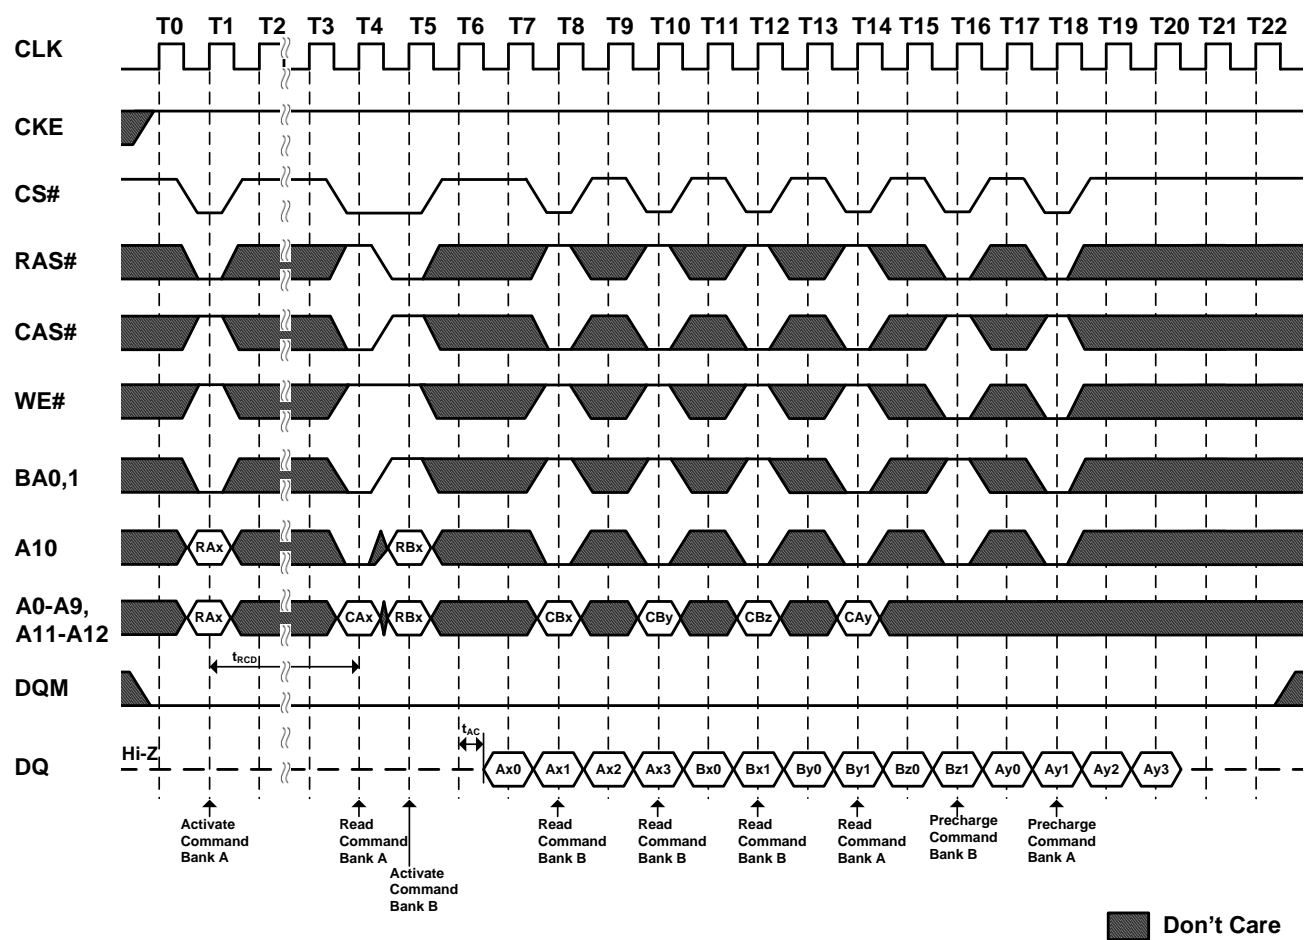 T0 T1 T2 T3 T4 T5 T6 T7 T8 T9 T10 T11 T12 T13 T14 T15 T16 T17 T18 T19 T20 T21 T22
CLK
CKE
CS#
RAS#
CAS#
WE#
BA0,1
A10
RAx RBx
A0-A9,
A11-A12
RAx CAx RBx CBx CBy CBz CAy
tRCD
DQM
tAC
Hi-Z
DQ
Ax0 Ax1 Ax2 Ax3 Bx0 Bx1 By0 By1 Bz0 Bz1 Ay0 Ay1 Ay2 Ay3
Activate
Command
Bank A
Read
Command
Bank A
Activate
Command
Bank B
Read
Command
Bank B
Read
Command
Bank B
Read
Command
Bank B
Read
Command
Bank A
Precharge
Command
Bank B
Precharge
Command
Bank A
Don't Care